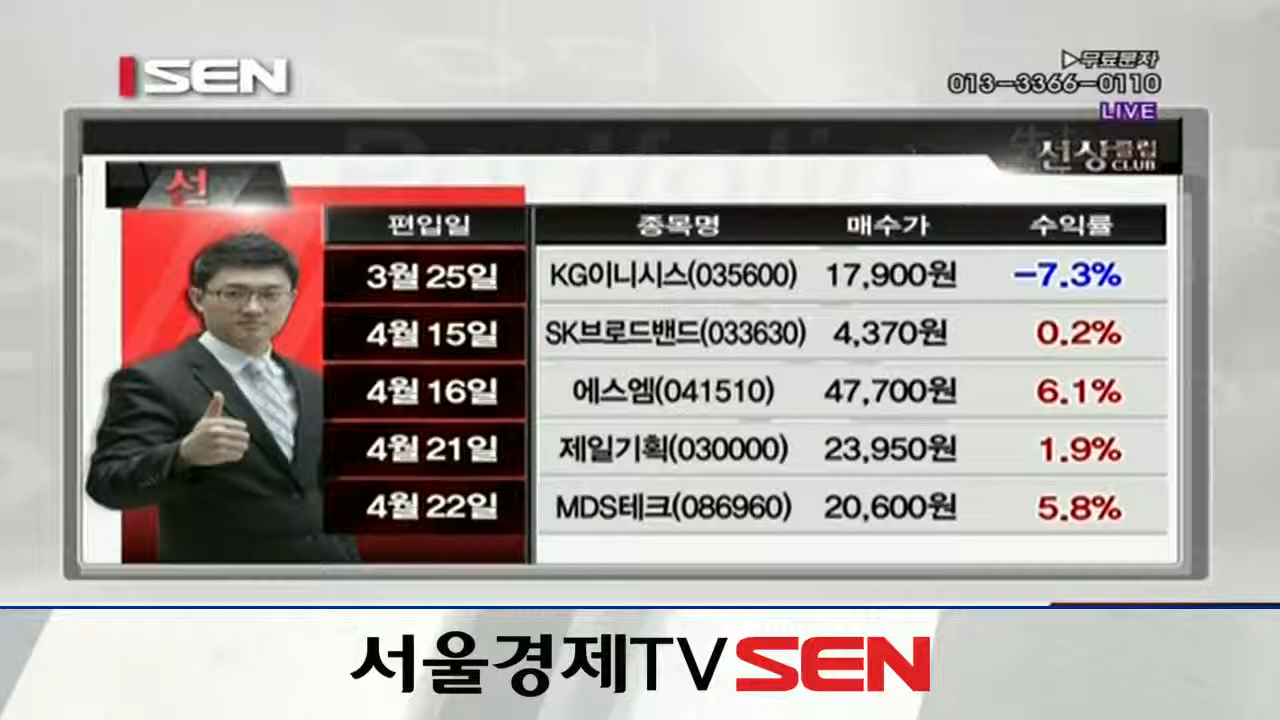 SEN
▶무료문자
013-3366-0110
LIVE
선상클럽
CLUB
선
편입일 종목명 매수가 수익률
3월 25일 KG이니시스(035600) 17,900원 -7.3%
4월 15일 SK브로드밴드(033630) 4,370원 0.2%
4월 16일 에스엠(041510) 47,700원 6.1%
4월 21일 제일기획(030000) 23,950원 1.9%
4월 22일 MDS테크(086960) 20,600원 5.8%
서울경제TV SEN